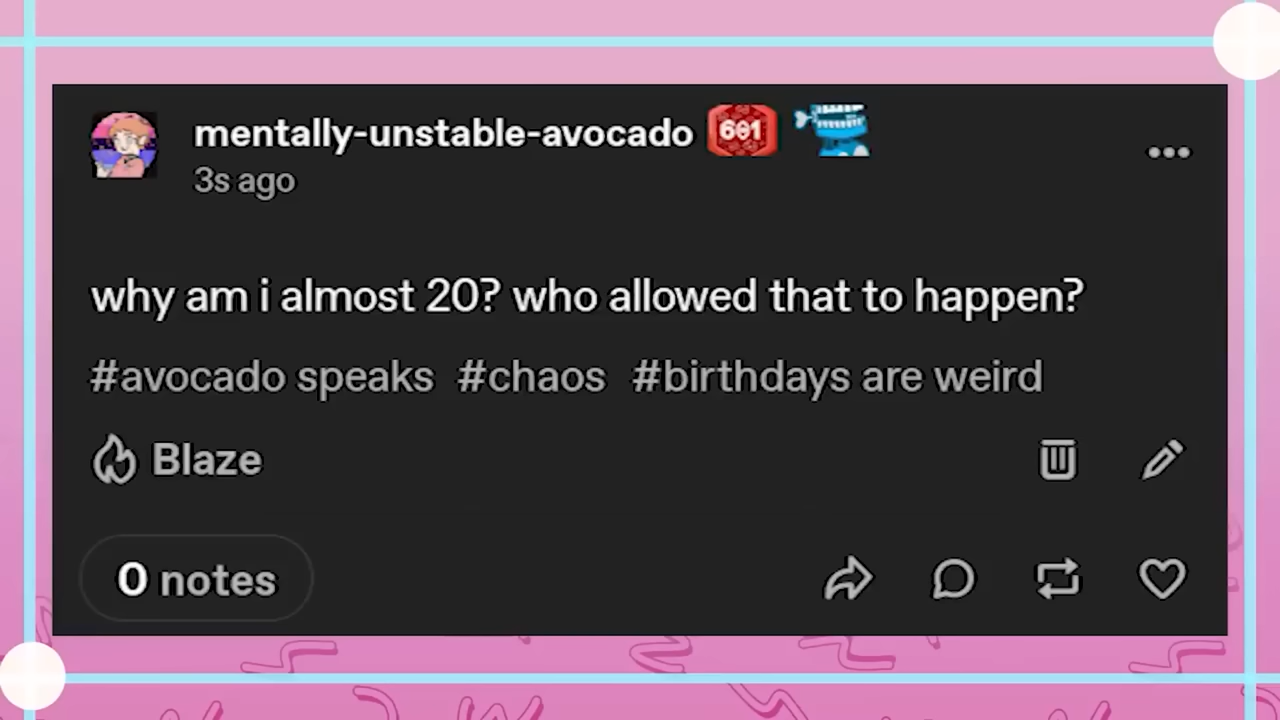 mentally-unstable-avocado
3s ago
why am i almost 20? who allowed that to happen?
#avocado speaks #chaos #birthdays are weird
Blaze
0 notes